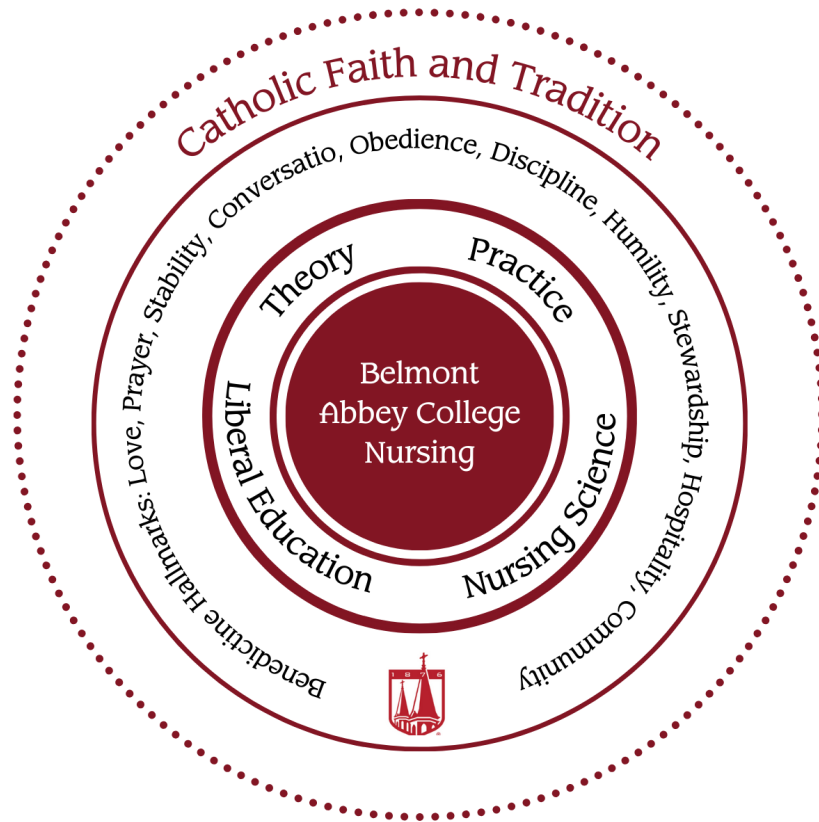 Catholic Faith and Tradition
Benedictine Hallmarks: Love, Prayer, Stability, Conversatio, Obedience, Discipline, Humility, Stewardship, Hospitality, Community
Theory
Practice
Liberal Education
Nursing Science
Belmont
Abbey College
Nursing
1876